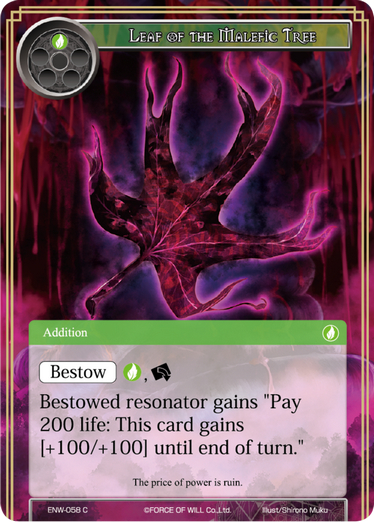 Leaf of the Malefic Tree
Addition
Bestow ,
Bestowed resonator gains "Pay
200 life: This card gains
[+100/+100] until end of turn."
The price of power is ruin.
ENW-058 C ©FORCE OF WILL Co.,Ltd. Illust/Shirono Muku